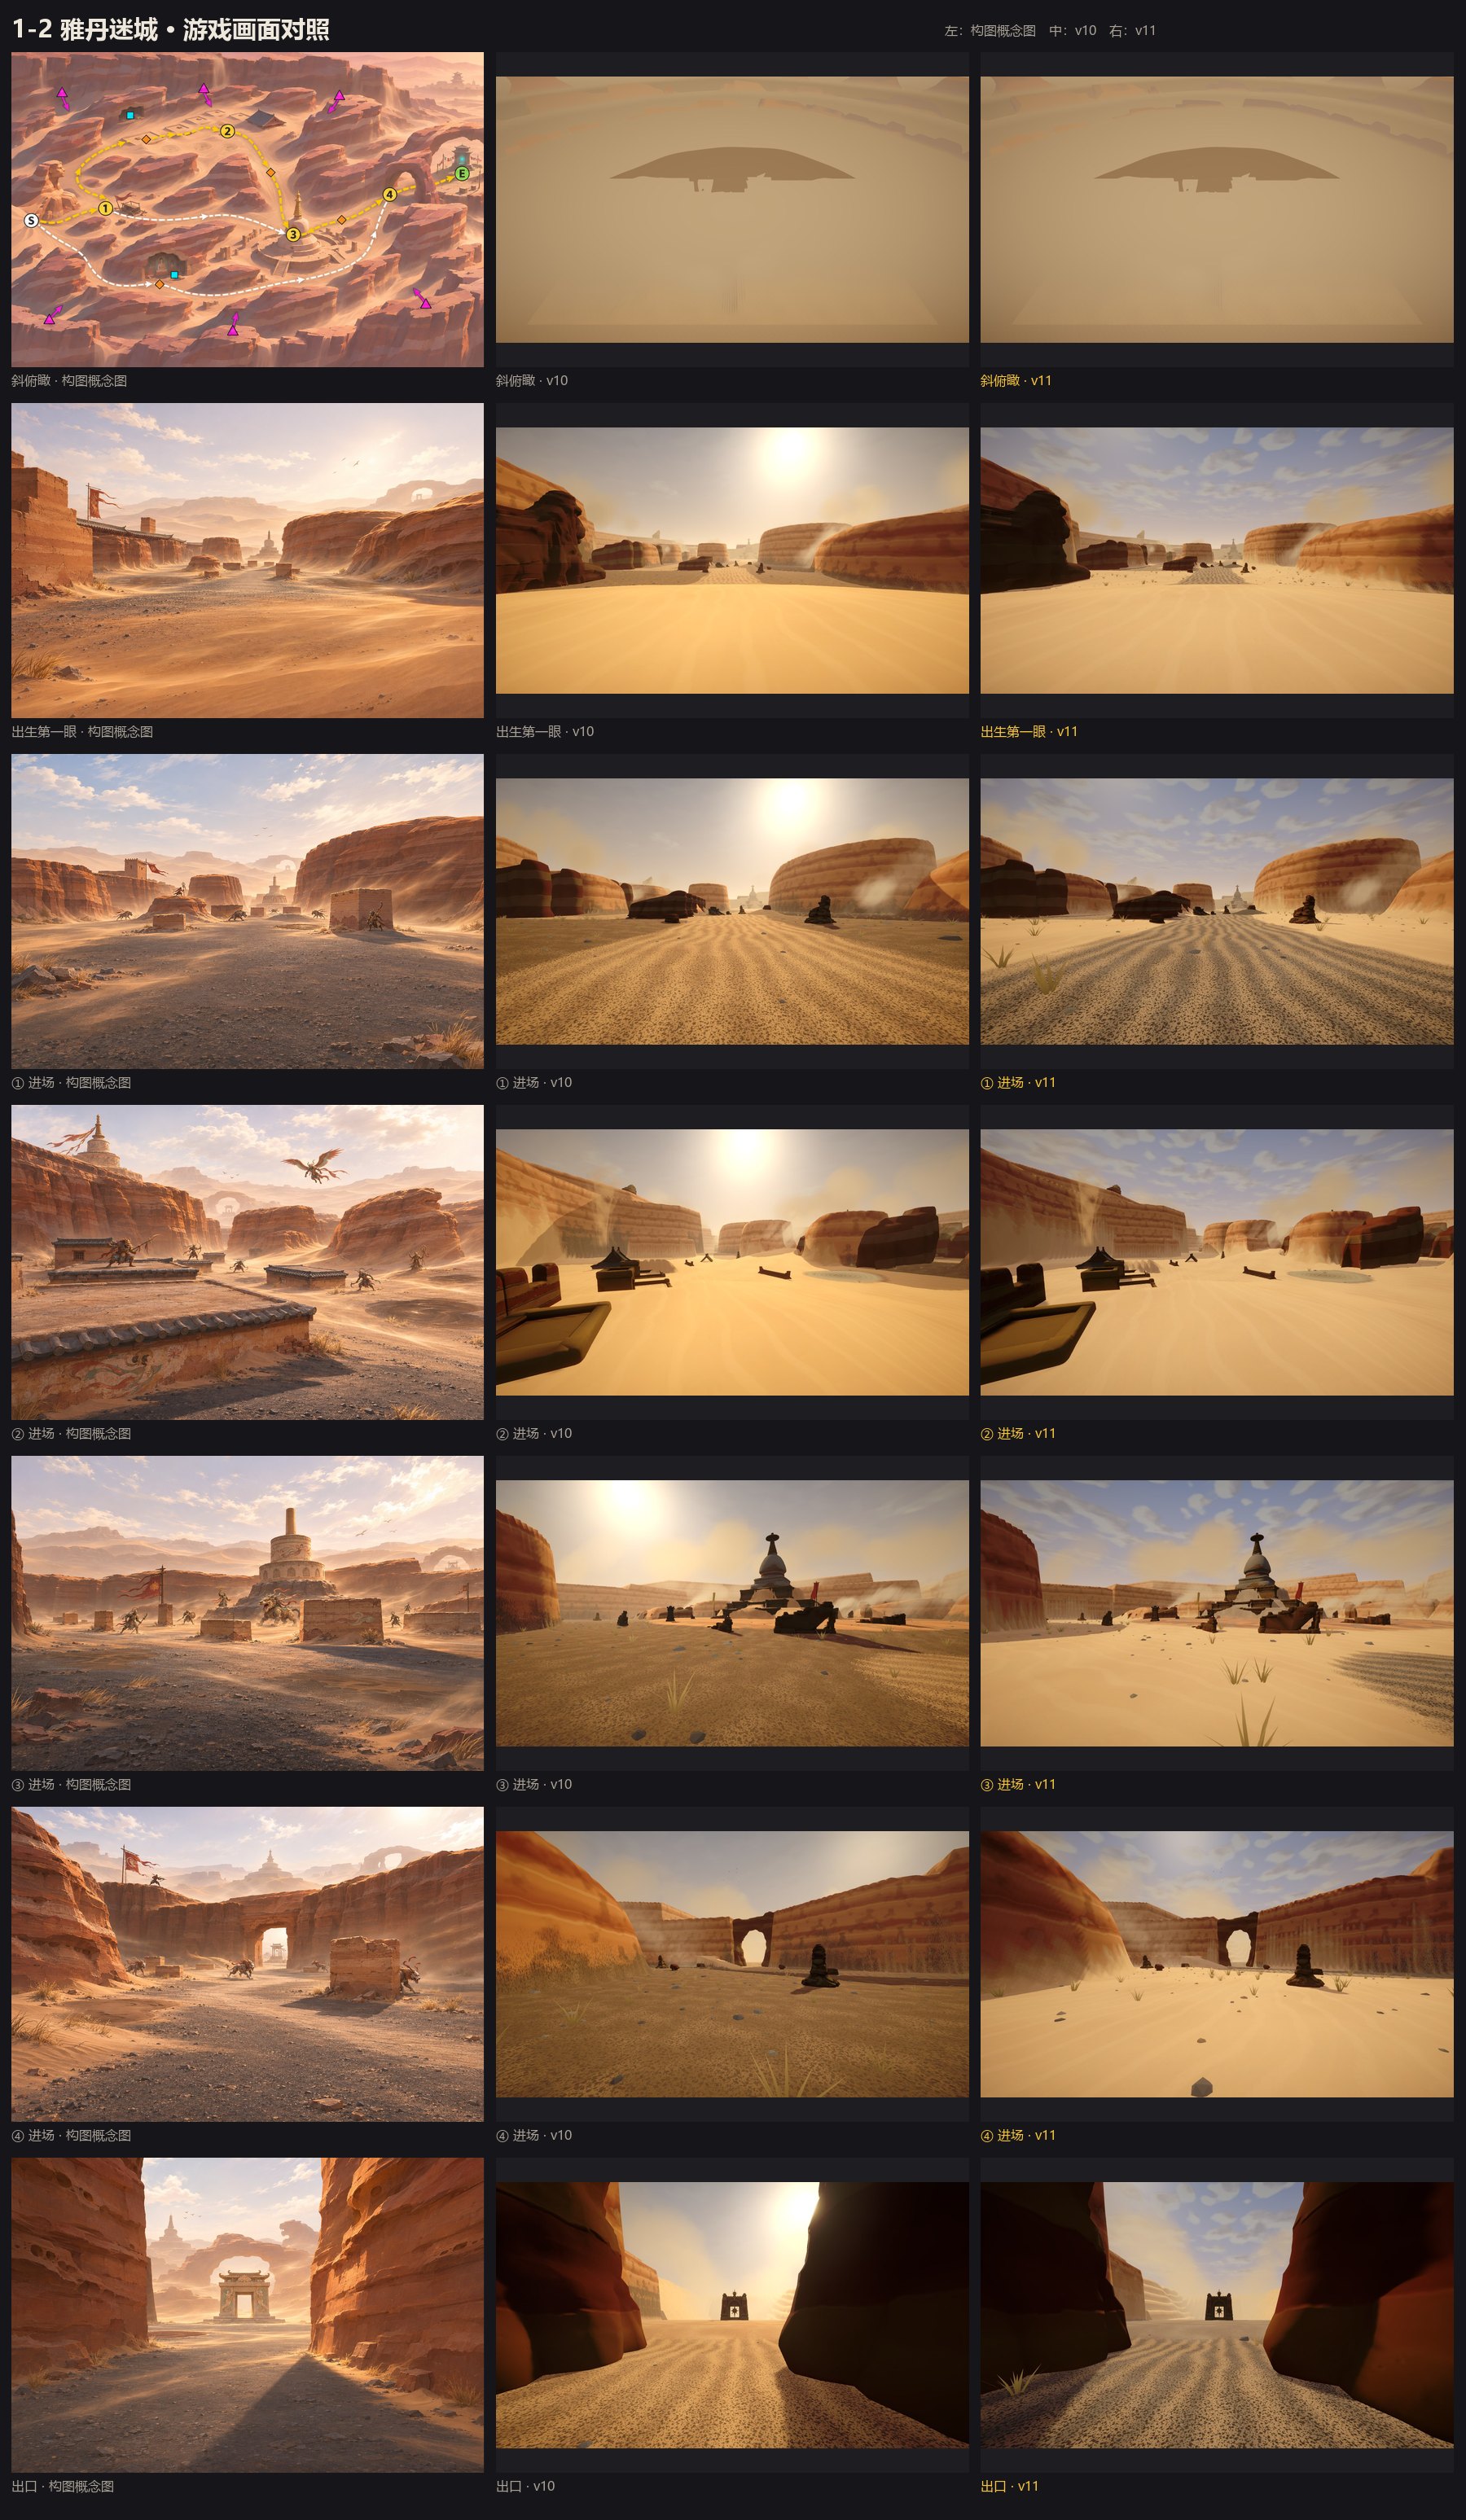 1-2 雅丹迷城 • 游戏画面对照
左：构图概念图 中：v10 右：v11
S
1
2
3
4
E
斜俯瞰 · 构图概念图
斜俯瞰 · v10
斜俯瞰 · v11
出生第一眼 · 构图概念图
出生第一眼 · v10
出生第一眼 · v11
① 进场 · 构图概念图
① 进场 · v10
① 进场 · v11
② 进场 · 构图概念图
② 进场 · v10
② 进场 · v11
③ 进场 · 构图概念图
③ 进场 · v10
③ 进场 · v11
④ 进场 · 构图概念图
④ 进场 · v10
④ 进场 · v11
出口 · 构图概念图
出口 · v10
出口 · v11